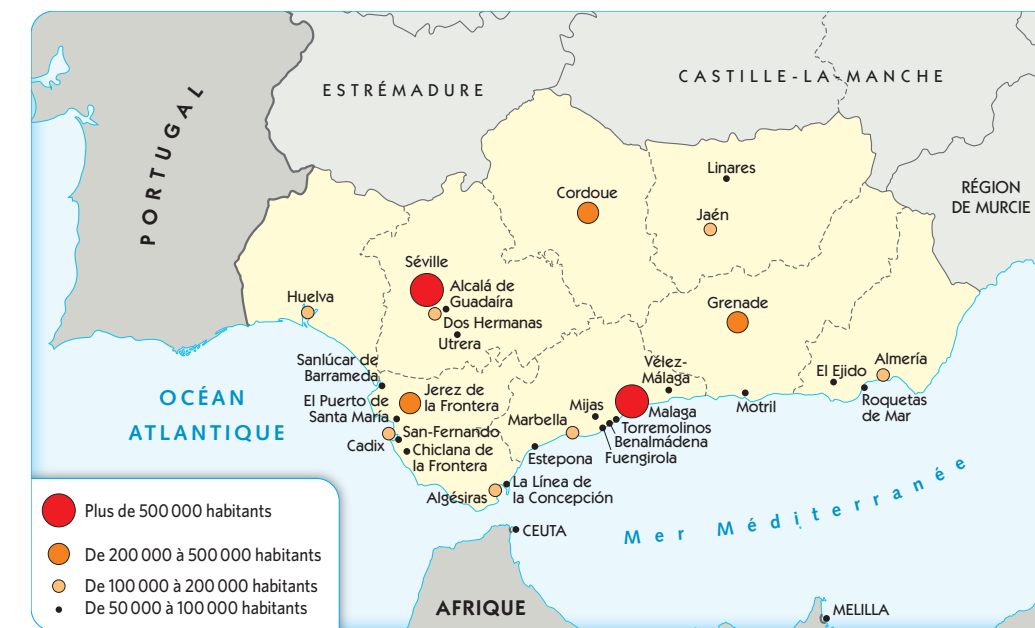 ESTRÉMADURE
CASTILLE-LA-MANCHE
PORTUGAL
RÉGION
DE MURCIE
Linares
Cordoue
Jaén
Séville
Alcalá de
Guadaíra
Dos Hermanas
Utrera
Huelva
Grenade
Sanlúcar de
Barrameda
Jerez de
la Frontera
El Puerto de
Santa María
San-Fernando
Cadix
Chiclana de
la Frontera
Vélez-
Málaga
Mijas
Malaga
Marbella
Torremolinos
Benalmádena
Fuengirola
Estepona
Motril
El Ejido
Almería
Roquetas
de Mar
Algésiras
La Línea de
la Concepción
OCÉAN
ATLANTIQUE
Mer Méditerranée
CEUTA
AFRIQUE
MELILLA
Plus de 500 000 habitants
De 200 000 à 500 000 habitants
De 100 000 à 200 000 habitants
De 50 000 à 100 000 habitants